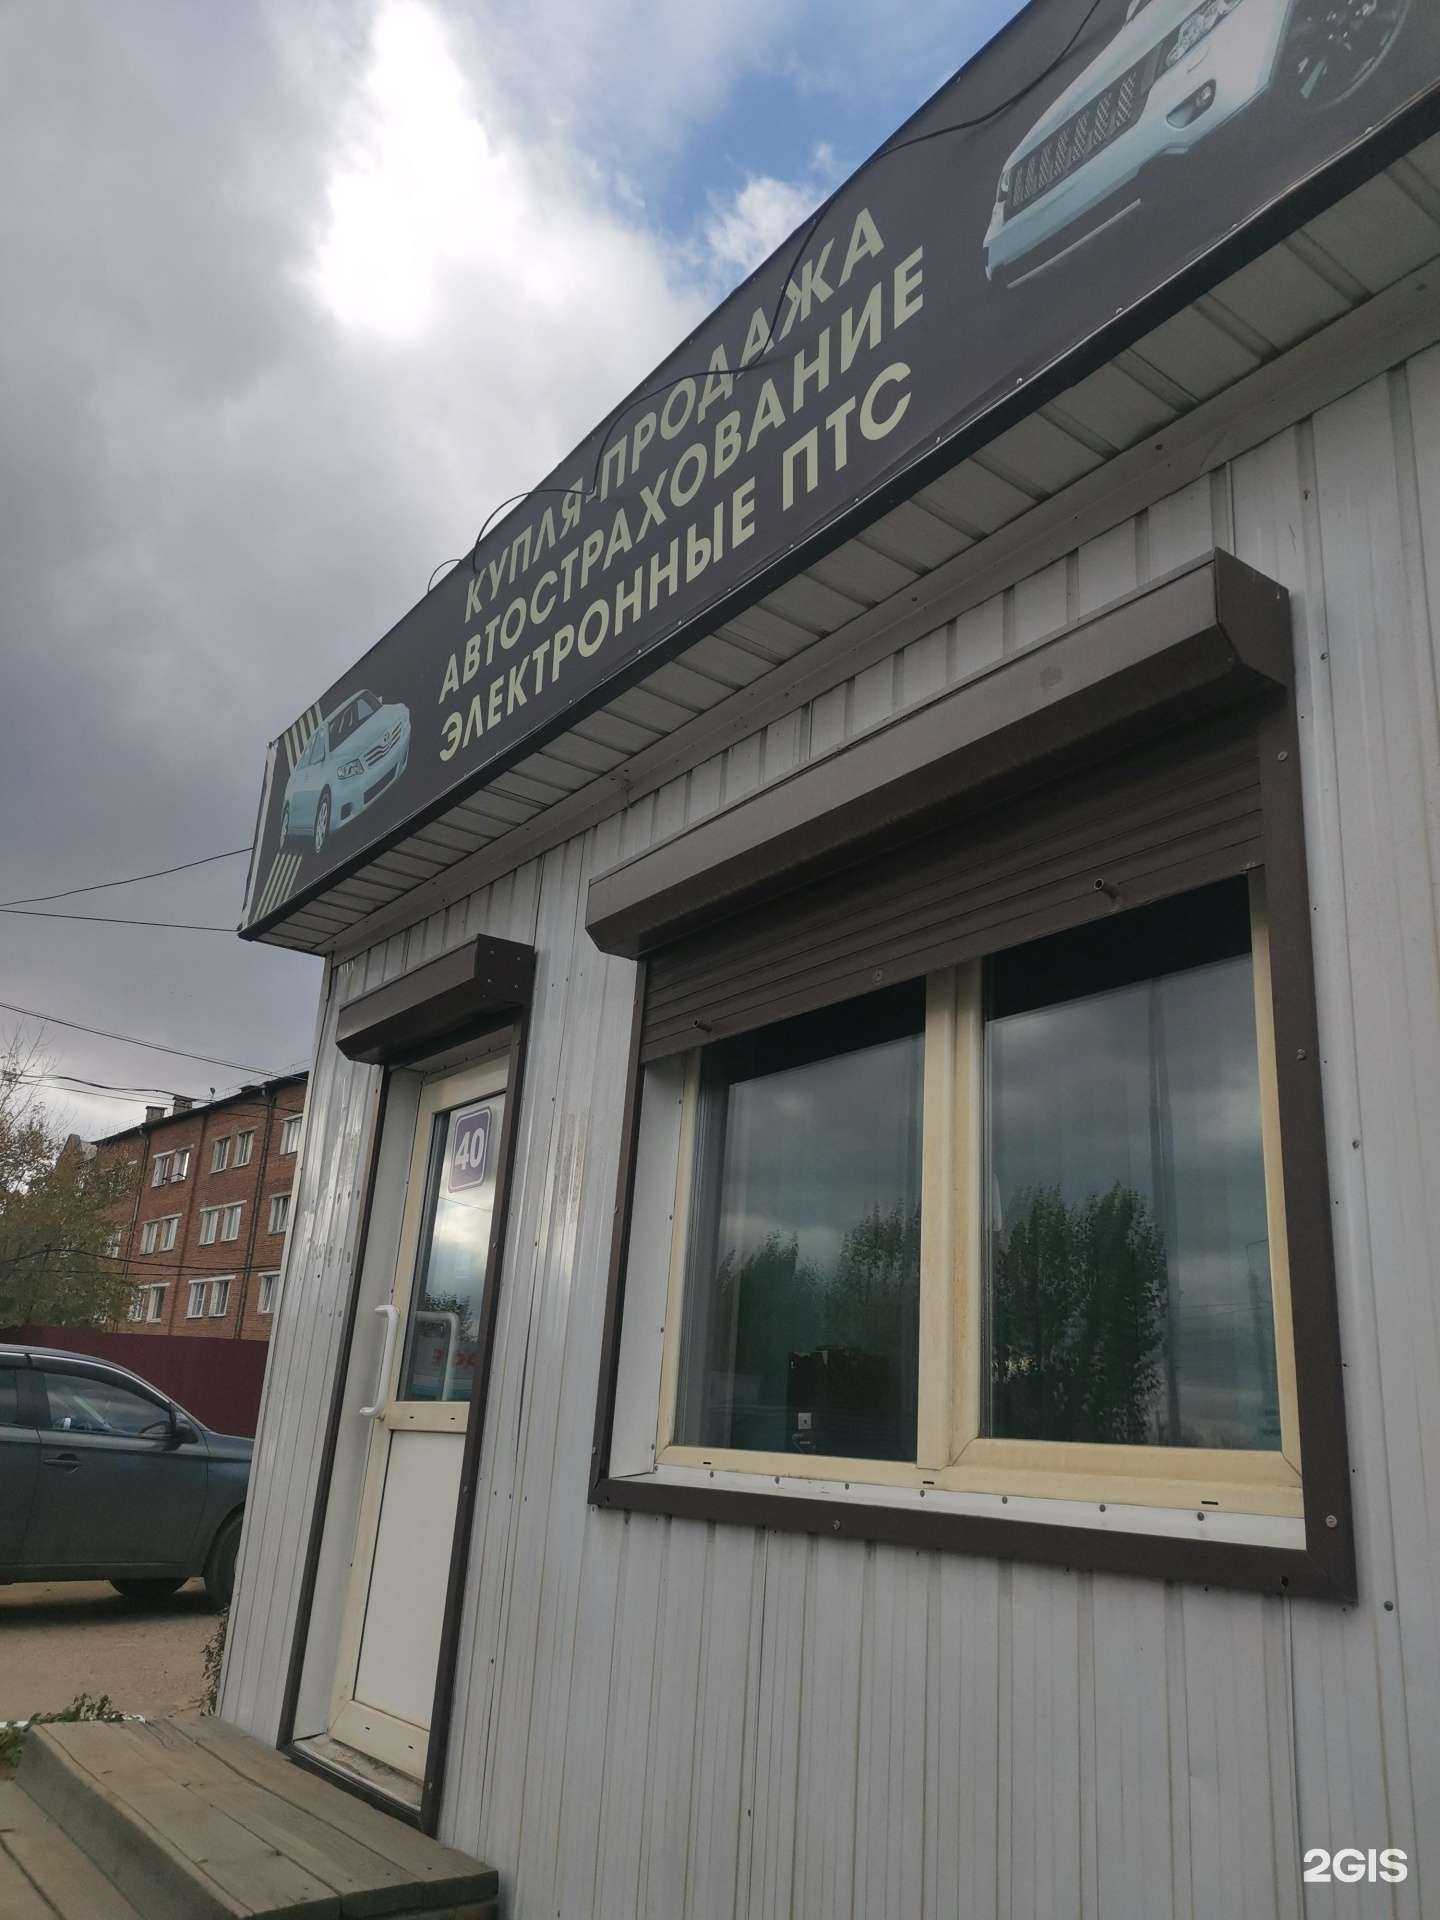 КУПЛЯ-ПРОДАЖА
АВТОСТРАХОВАНИЕ
ЭЛЕКТРОННЫЕ ПТС
40
2GIS